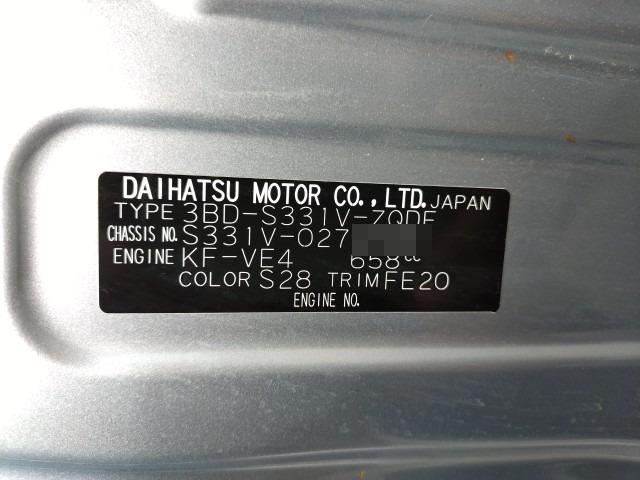 DAIHATSU MOTOR CO., LTD. JAPAN
TYPE 3BD-S331V-ZQDF
CHASSIS NO. S331V-027
ENGINE KF-VE4 658cc
COLOR S28 TRIM FE20
ENGINE NO.